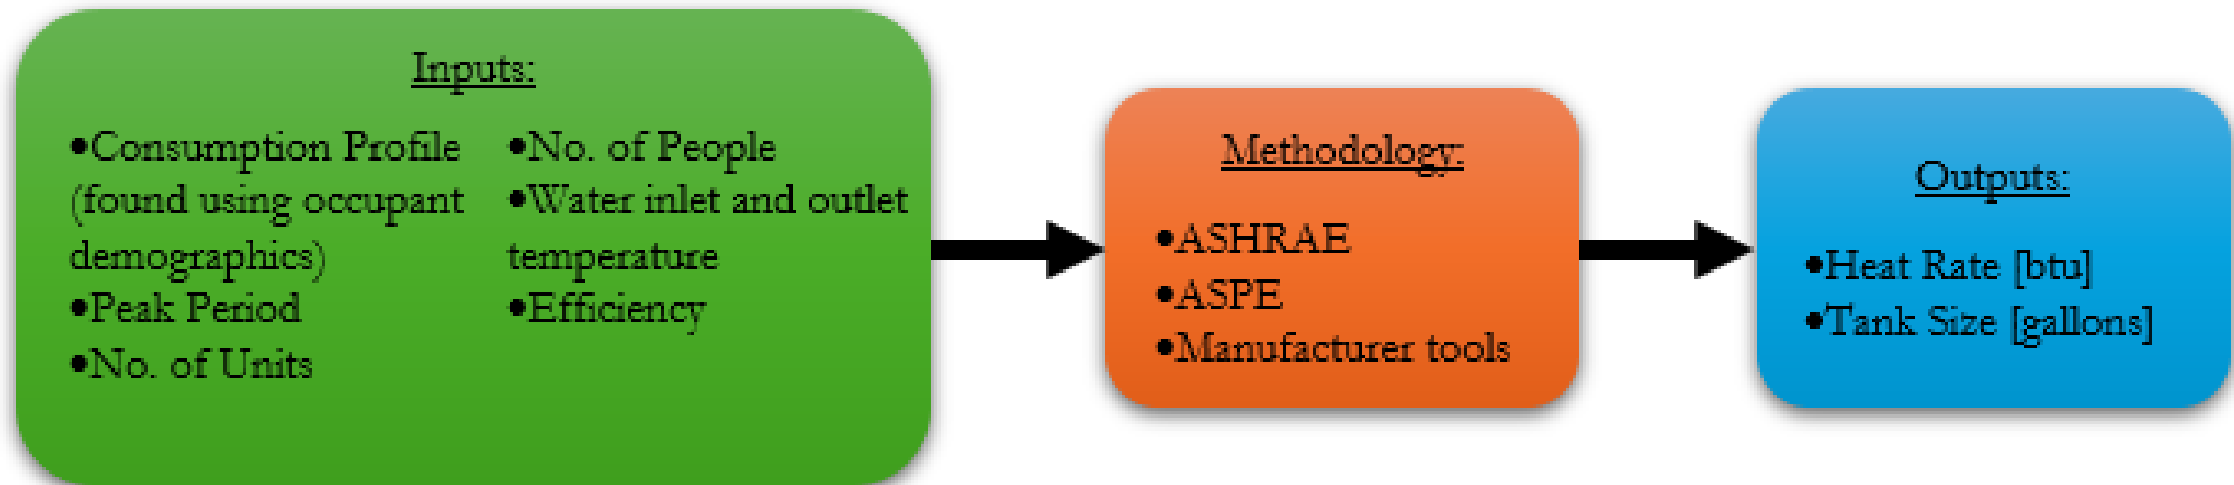 Inputs:
•Consumption Profile
(found using occupant
demographics)
•Peak Period
•No. of Units
•No. of People
•Water inlet and outlet
temperature
•Efficiency
Methodology:
•ASHRAE
•ASPE
•Manufacturer tools
Outputs:
•Heat Rate [btu]
•Tank Size [gallons]